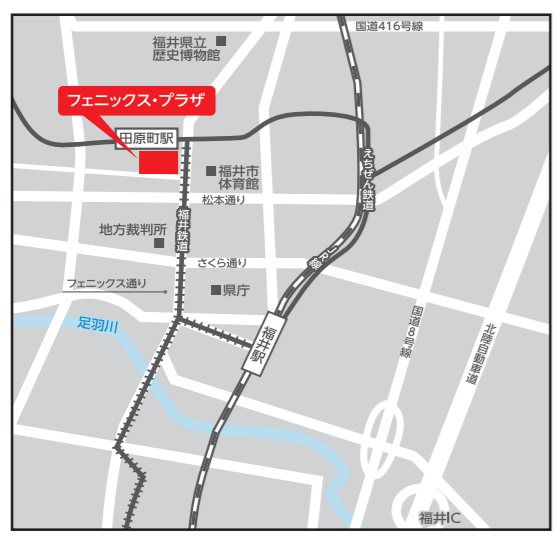 国道416号線
福井県立
歴史博物館
フェニックス・プラザ
田原町駅
えちぜん鉄道
福井市
体育館
松本通り
福井鉄道
地方裁判所
さくら通り
JR線
フェニックス通り
県庁
足羽川
福井駅
国道8号線
北陸自動車道
福井IC